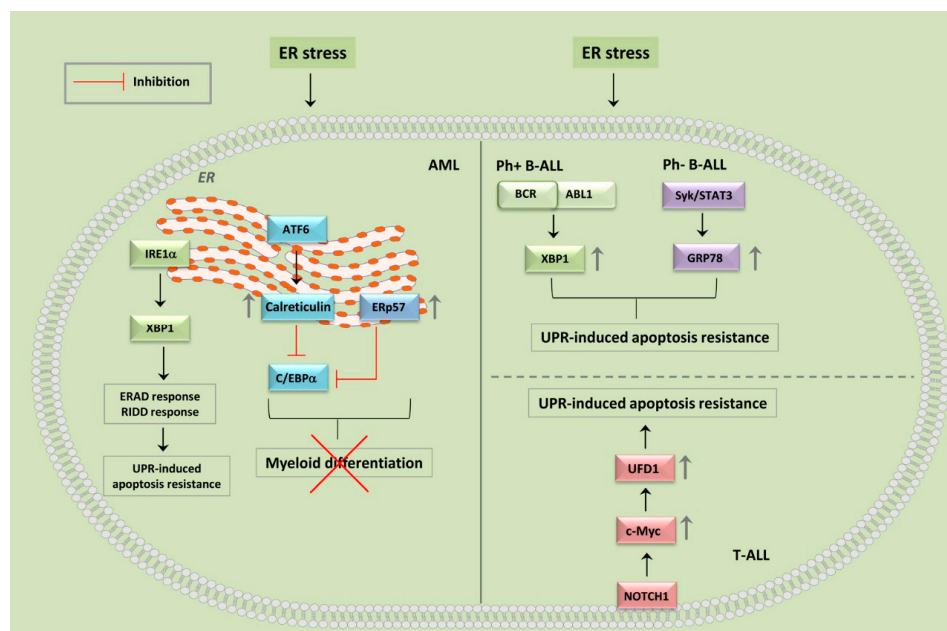 ER stress
ER stress
Inhibition
AML
ER
ATF6
IRE1α
Calreticulin
ERp57
XBP1
C/EBPα
ERAD response
RIDD response
Myeloid differentiation
UPR-induced
apoptosis resistance
Ph+ B-ALL
Ph- B-ALL
BCR
ABL1
Syk/STAT3
XBP1
GRP78
UPR-induced apoptosis resistance
UPR-induced apoptosis resistance
UFD1
c-Myc
T-ALL
NOTCH1